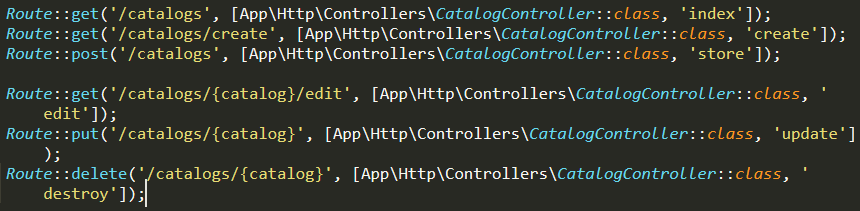 Route::get('/catalogs', [App\Http\Controllers\CatalogController::class, 'index']);
Route::get('/catalogs/create', [App\Http\Controllers\CatalogController::class, 'create']);
Route::post('/catalogs', [App\Http\Controllers\CatalogController::class, 'store']);
Route::get('/catalogs/{catalog}/edit', [App\Http\Controllers\CatalogController::class, '
edit']);
Route::put('/catalogs/{catalog}', [App\Http\Controllers\CatalogController::class, 'update']
);
Route::delete('/catalogs/{catalog}', [App\Http\Controllers\CatalogController::class, '
destroy']);